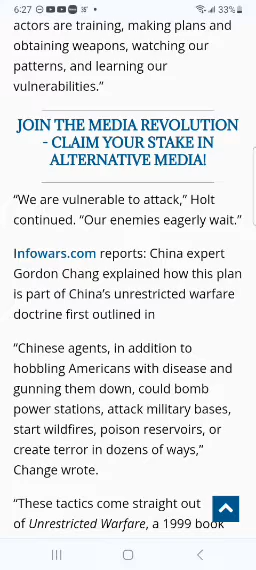 6:27
33%
actors are training, making plans and
obtaining weapons, watching our
patterns, and learning our
vulnerabilities.”
JOIN THE MEDIA REVOLUTION
- CLAIM YOUR STAKE IN
ALTERNATIVE MEDIA!
“We are vulnerable to attack,” Holt
continued. “Our enemies eagerly wait.”
Infowars.com reports: China expert
Gordon Chang explained how this plan
is part of China’s unrestricted warfare
doctrine first outlined in
“Chinese agents, in addition to
hobbling Americans with disease and
gunning them down, could bomb
power stations, attack military bases,
start wildfires, poison reservoirs, or
create terror in dozens of ways,”
Change wrote.
“These tactics come straight out
of Unrestricted Warfare, a 1999 book